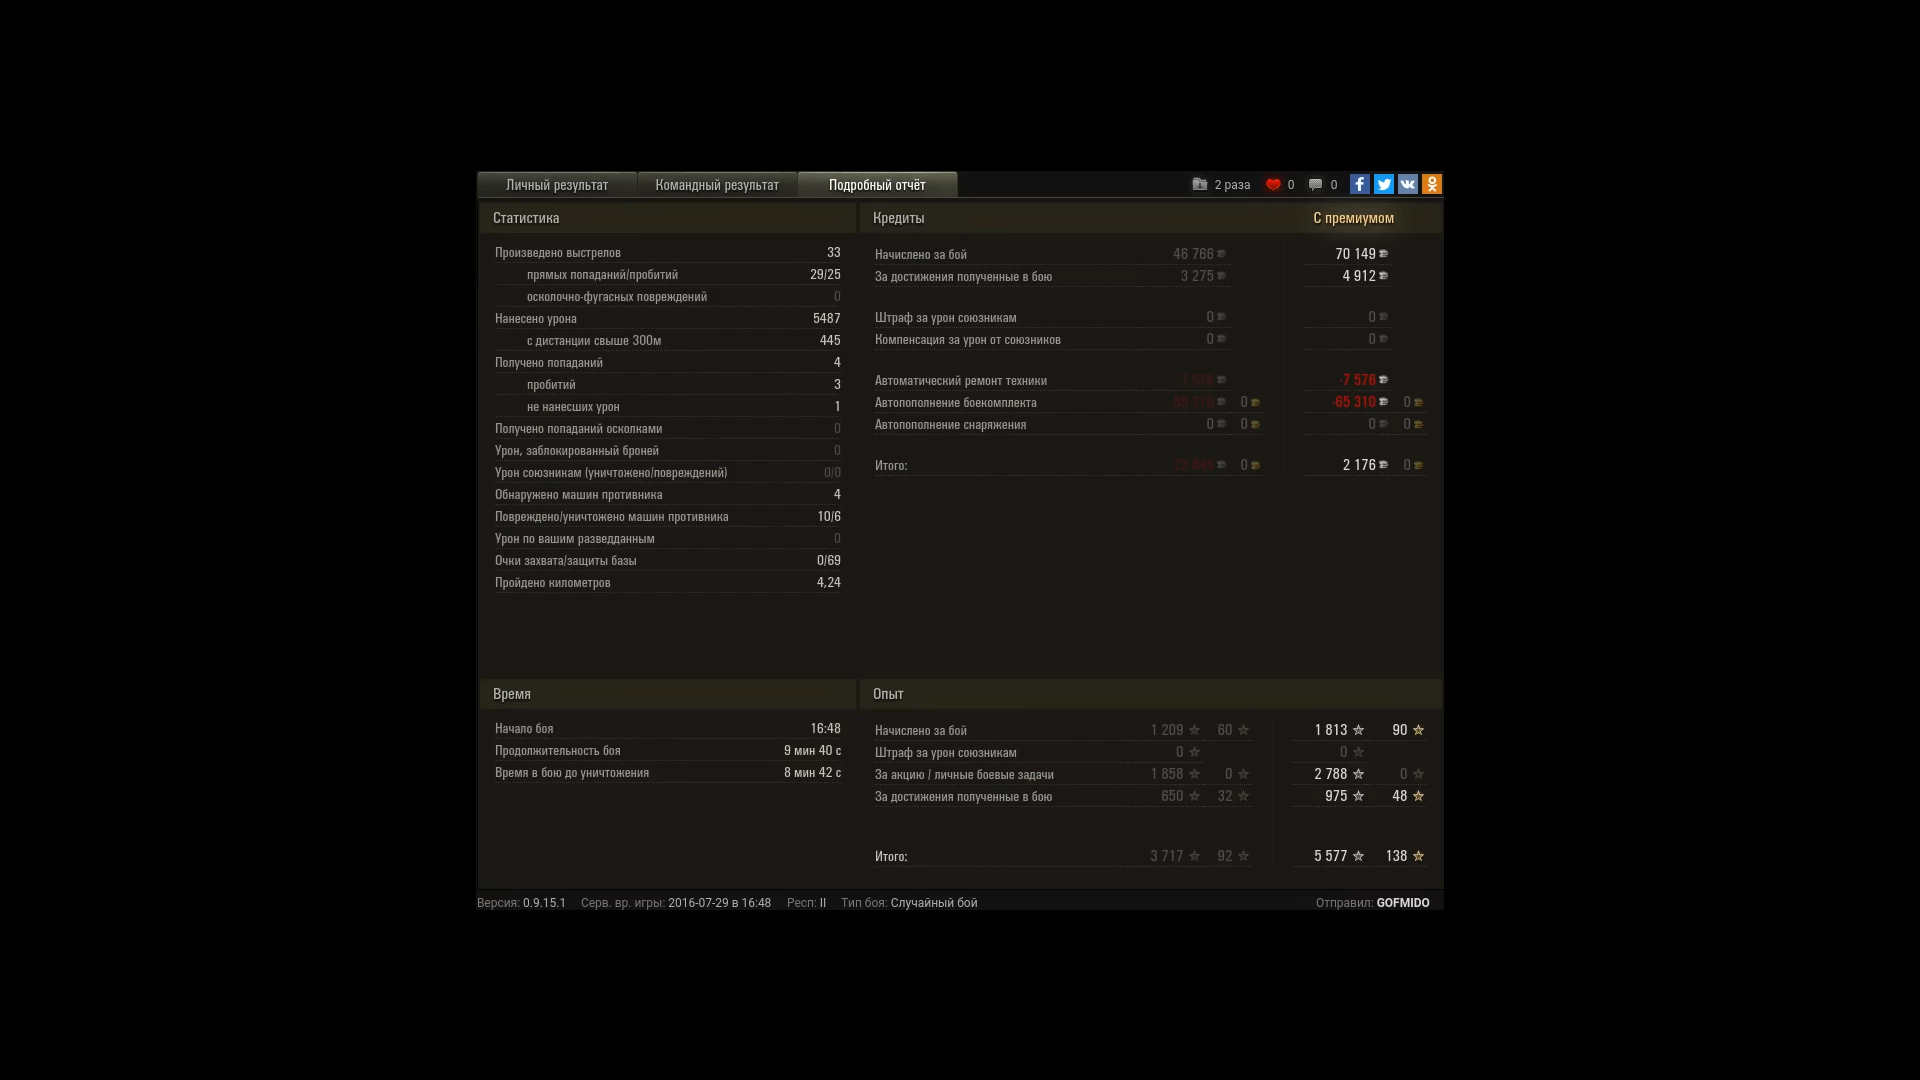 Личный результат Командный результат Подробный отчёт 2 раза 0 0
Статистика
Произведено выстрелов 33
прямых попаданий/пробитий 29/25
осколочно-фугасных повреждений 0
Нанесено урона 5487
с дистанции свыше 300м 445
Получено попаданий 4
пробитий 3
не нанесших урон 1
Получено попаданий осколками 0
Урон, заблокированный броней 0
Урон союзникам (уничтожено/повреждений) 0/0
Обнаружено машин противника 4
Повреждено/уничтожено машин противника 10/6
Урон по вашим разведданным 0
Очки захвата/защиты базы 0/69
Пройдено километров 4,24
Кредиты С премиумом
Начислено за бой 46 766 70 149
За достижения полученные в бою 3 275 4 912
Штраф за урон союзникам 0 0
Компенсация за урон от союзников 0 0
Автоматический ремонт техники -7 576 -7 576
Автопополнение боекомплекта -65 310 0 -65 310 0
Автопополнение снаряжения 0 0 0 0
Итого: 0 2 176 0
Время
Начало боя 16:48
Продолжительность боя 9 мин 40 с
Время в бою до уничтожения 8 мин 42 с
Опыт
Начислено за бой 1 209 60 1 813 90
Штраф за урон союзникам 0 0
За акцию / личные боевые задачи 1 858 0 2 788 0
За достижения полученные в бою 650 32 975 48
Итого: 3 717 92 5 577 138
Версия: 0.9.15.1 Серв. вр. игры: 2016-07-29 в 16:48 Респ: II Тип боя: Случайный бой Отправил: GOFMIDO